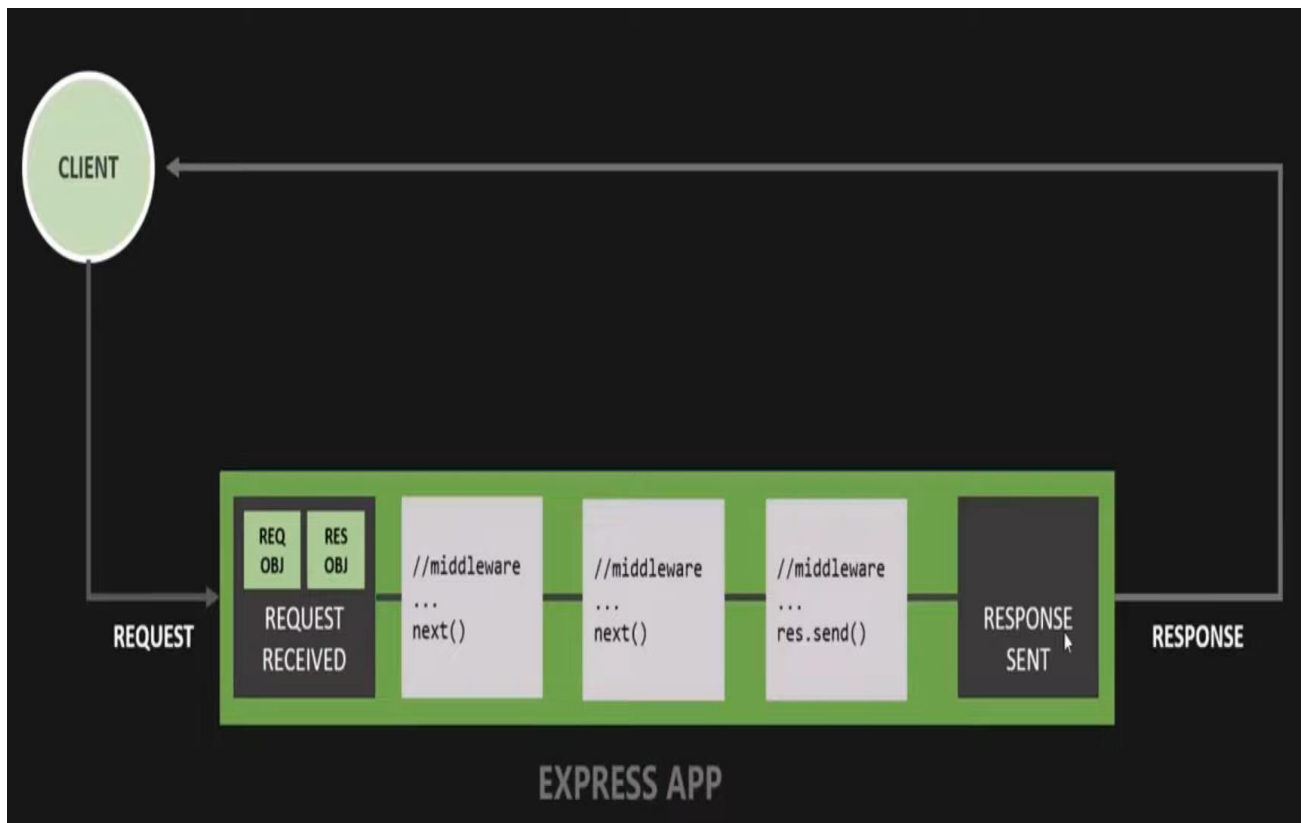 CLIENT
REQUEST
REQ
OBJ
RES
OBJ
REQUEST
RECEIVED
//middleware
...
next()
//middleware
...
next()
//middleware
...
res.send()
RESPONSE
SENT
RESPONSE
EXPRESS APP